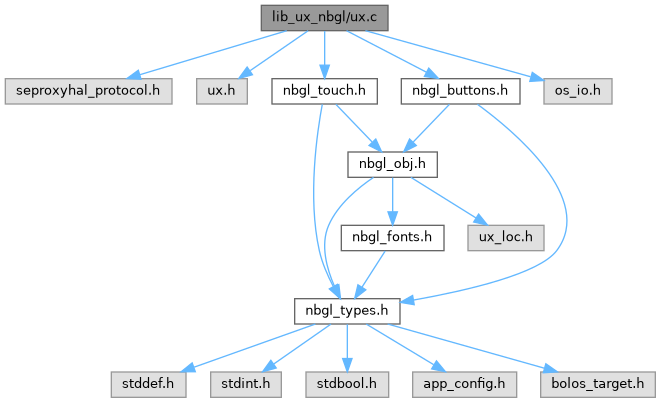 lib_ux_nbgl/ux.c
seproxyhal_protocol.h
ux.h
nbgl_touch.h
nbgl_buttons.h
os_io.h
nbgl_obj.h
nbgl_fonts.h
ux_loc.h
nbgl_types.h
stddef.h
stdint.h
stdbool.h
app_config.h
bolos_target.h